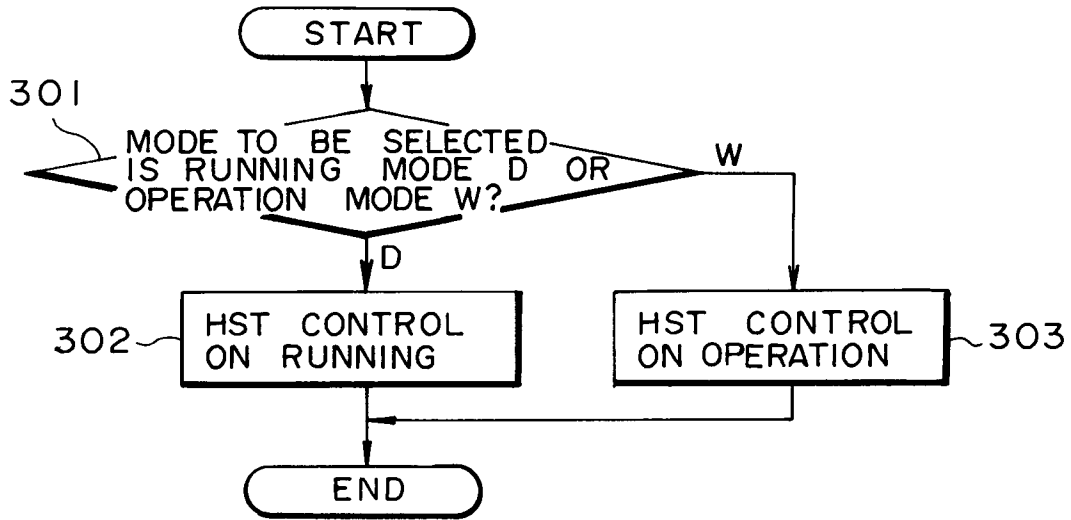 START
301
MODE TO BE SELECTED
IS RUNNING MODE D OR
OPERATION MODE W?
W
D
302
HST CONTROL
ON RUNNING
HST CONTROL
ON OPERATION
303
END